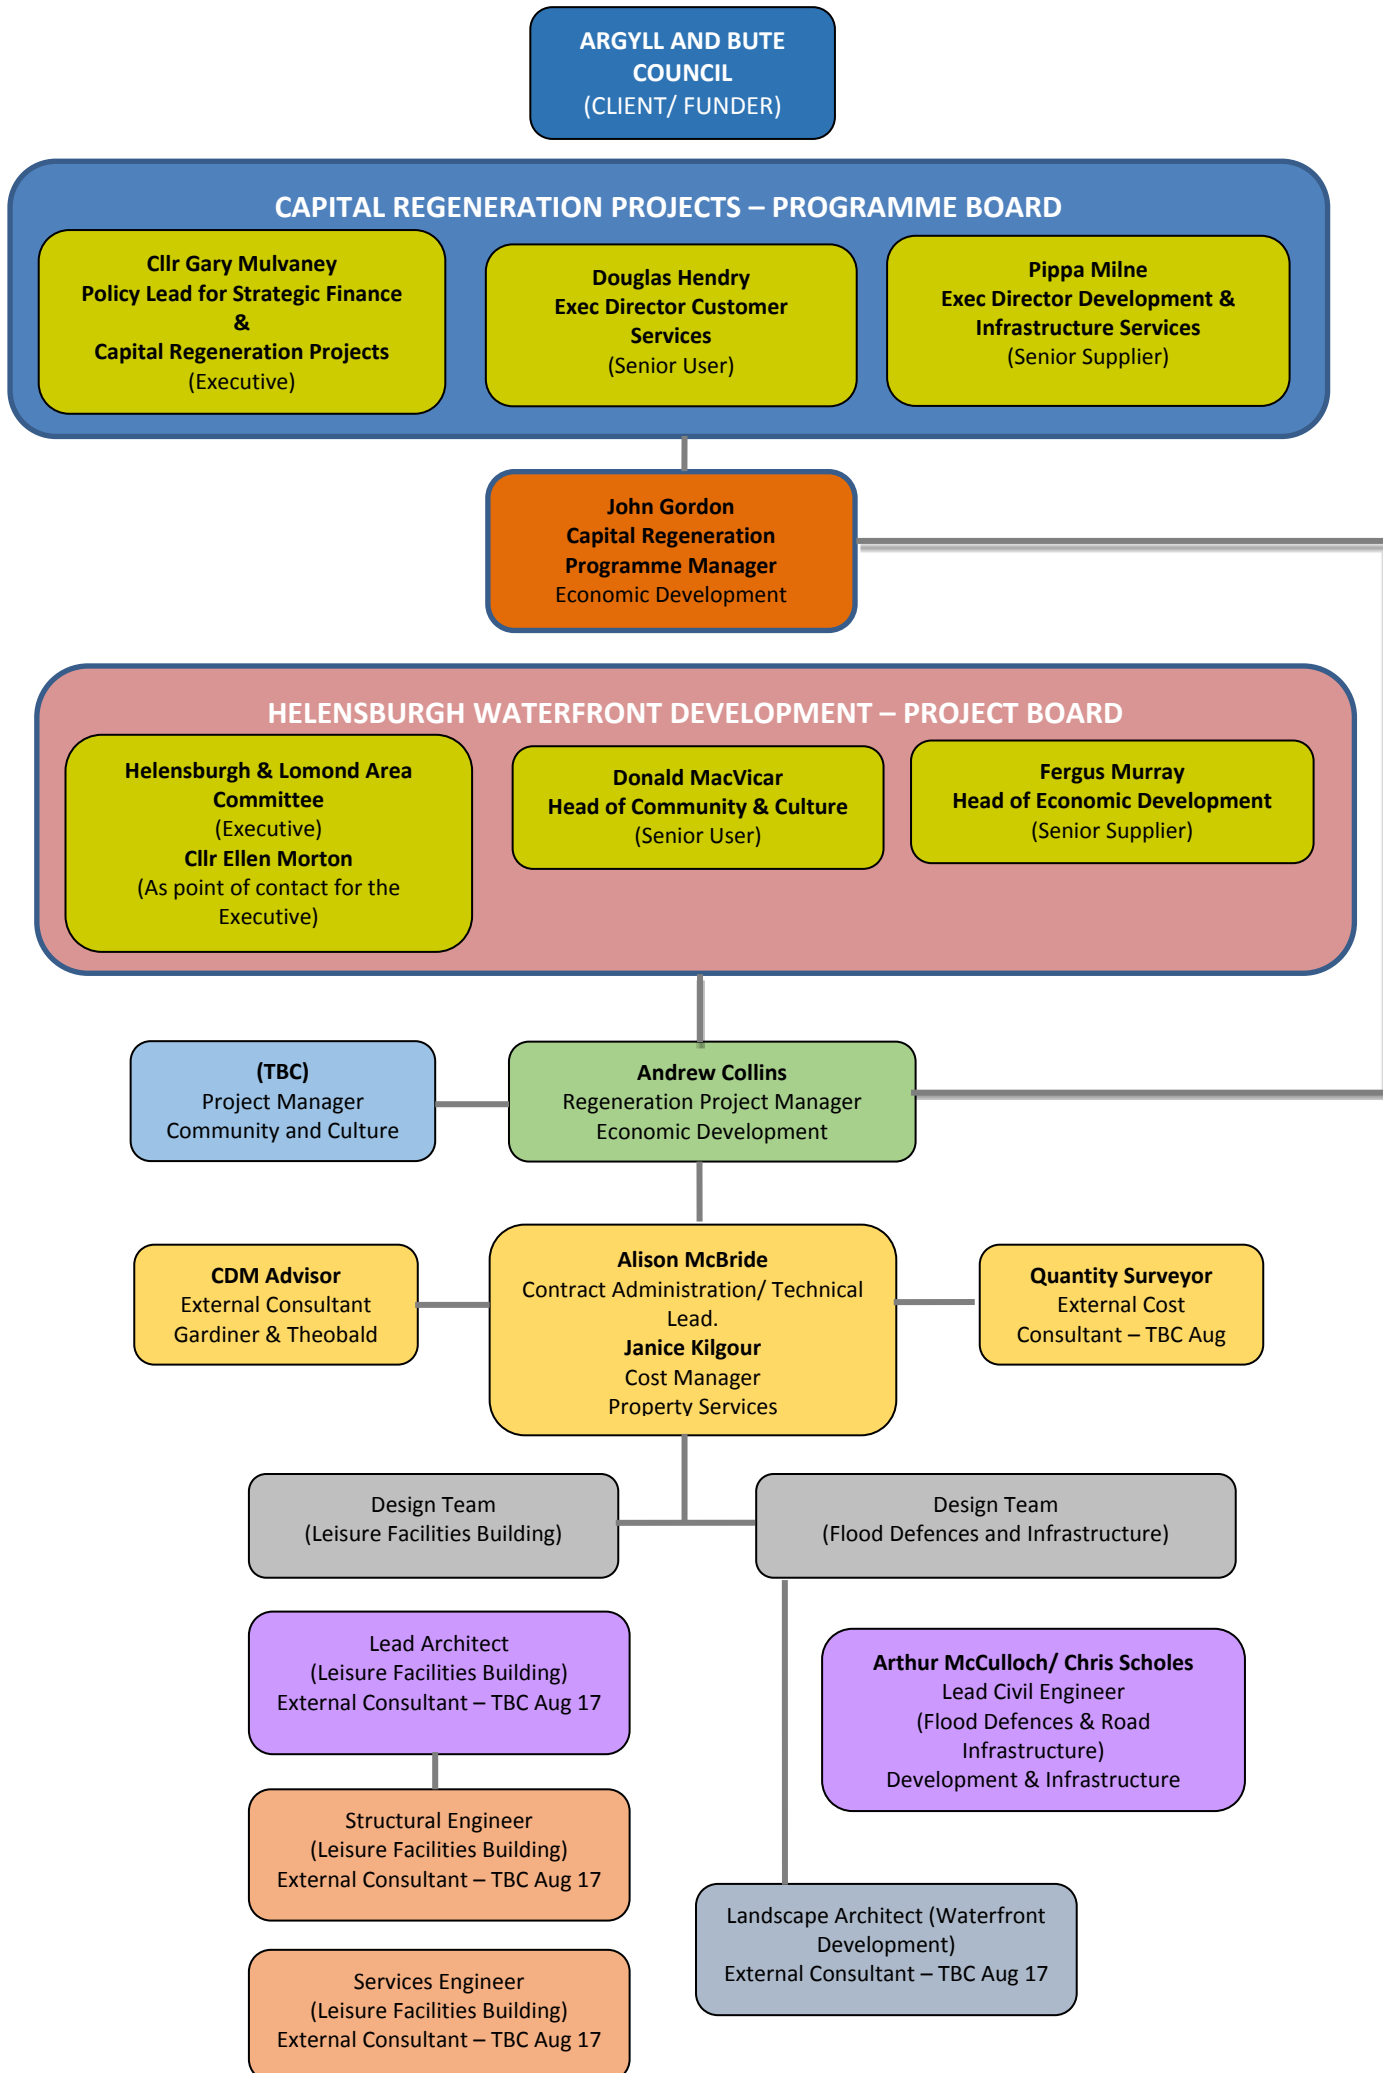 ARGYLL AND BUTE
COUNCIL
(CLIENT/ FUNDER)
CAPITAL REGENERATION PROJECTS – PROGRAMME BOARD
Cllr Gary Mulvaney
Policy Lead for Strategic Finance
&
Capital Regeneration Projects
(Executive)
Douglas Hendry
Exec Director Customer
Services
(Senior User)
Pippa Milne
Exec Director Development &
Infrastructure Services
(Senior Supplier)
John Gordon
Capital Regeneration
Programme Manager
Economic Development
HELENSBURGH WATERFRONT DEVELOPMENT – PROJECT BOARD
Helensburgh & Lomond Area
Committee
(Executive)
Cllr Ellen Morton
(As point of contact for the
Executive)
Donald MacVicar
Head of Community & Culture
(Senior User)
Fergus Murray
Head of Economic Development
(Senior Supplier)
(TBC)
Project Manager
Community and Culture
Andrew Collins
Regeneration Project Manager
Economic Development
CDM Advisor
External Consultant
Gardiner & Theobald
Alison McBride
Contract Administration/ Technical
Lead.
Janice Kilgour
Cost Manager
Property Services
Quantity Surveyor
External Cost
Consultant – TBC Aug
Design Team
(Leisure Facilities Building)
Design Team
(Flood Defences and Infrastructure)
Lead Architect
(Leisure Facilities Building)
External Consultant – TBC Aug 17
Arthur McCulloch/ Chris Scholes
Lead Civil Engineer
(Flood Defences & Road
Infrastructure)
Development & Infrastructure
Structural Engineer
(Leisure Facilities Building)
External Consultant – TBC Aug 17
Landscape Architect (Waterfront
Development)
External Consultant – TBC Aug 17
Services Engineer
(Leisure Facilities Building)
External Consultant – TBC Aug 17